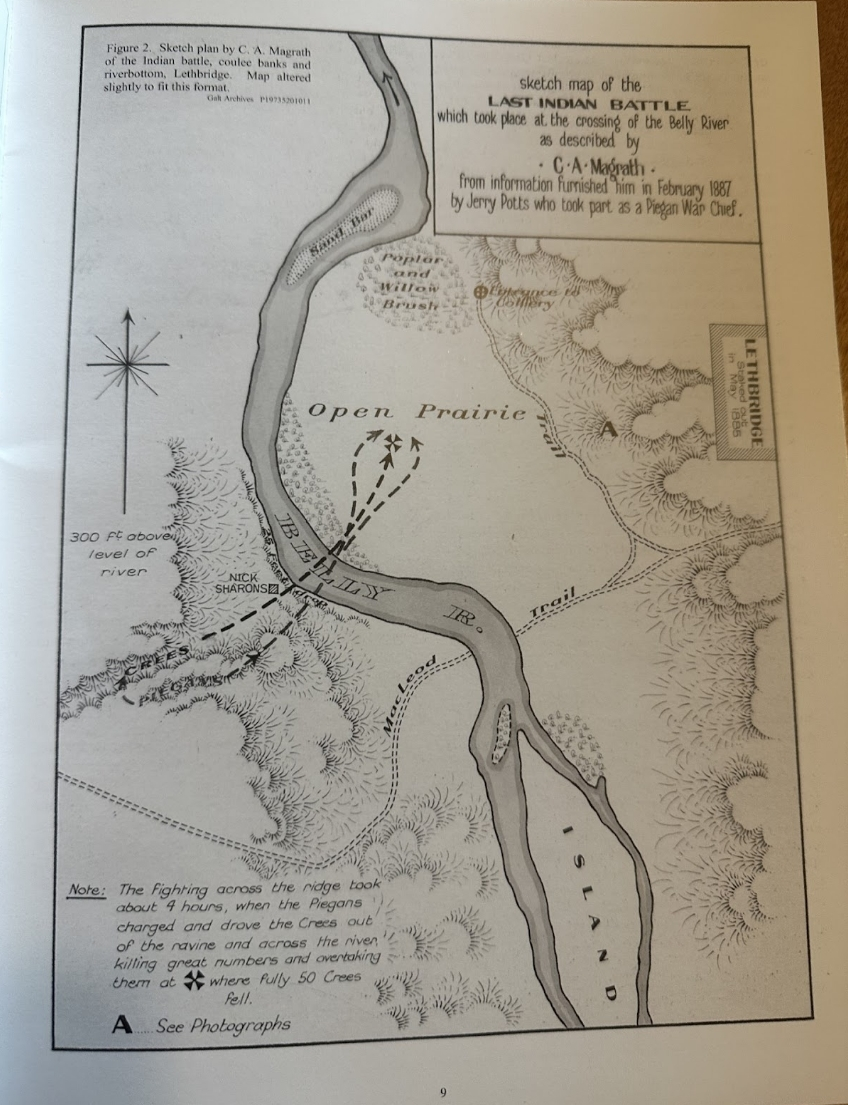 Figure 2. Sketch plan by C. A. Magrath
of the Indian battle, coulee banks and
riverbottom, Lethbridge. Map altered
slightly to fit this format.
Galt Archives P19735201011
sketch map of the
LAST INDIAN BATTLE
which took place at the crossing of the Belly River
as described by
· C·A·Magrath ·
from information furnished him in February 1887
by Jerry Potts who took part as a Piegan War Chief.
Sand Bar
Poplar
and
Willow
Brush
Entrance to
Colliery
LETHBRIDGE
Staked out
in May 1885
Open Prairie
Trail
A
300 Ft above
level of
river
BELLY R.
NICK
SHARONS
CREES
PIEGANS
MacLeod Trail
ISLAND
Note: The fighting across the ridge took
about 4 hours, when the Piegans
charged and drove the Crees out
of the ravine and across the river,
killing great numbers and overtaking
them at where fully 50 Crees
fell.
A..... See Photographs
9